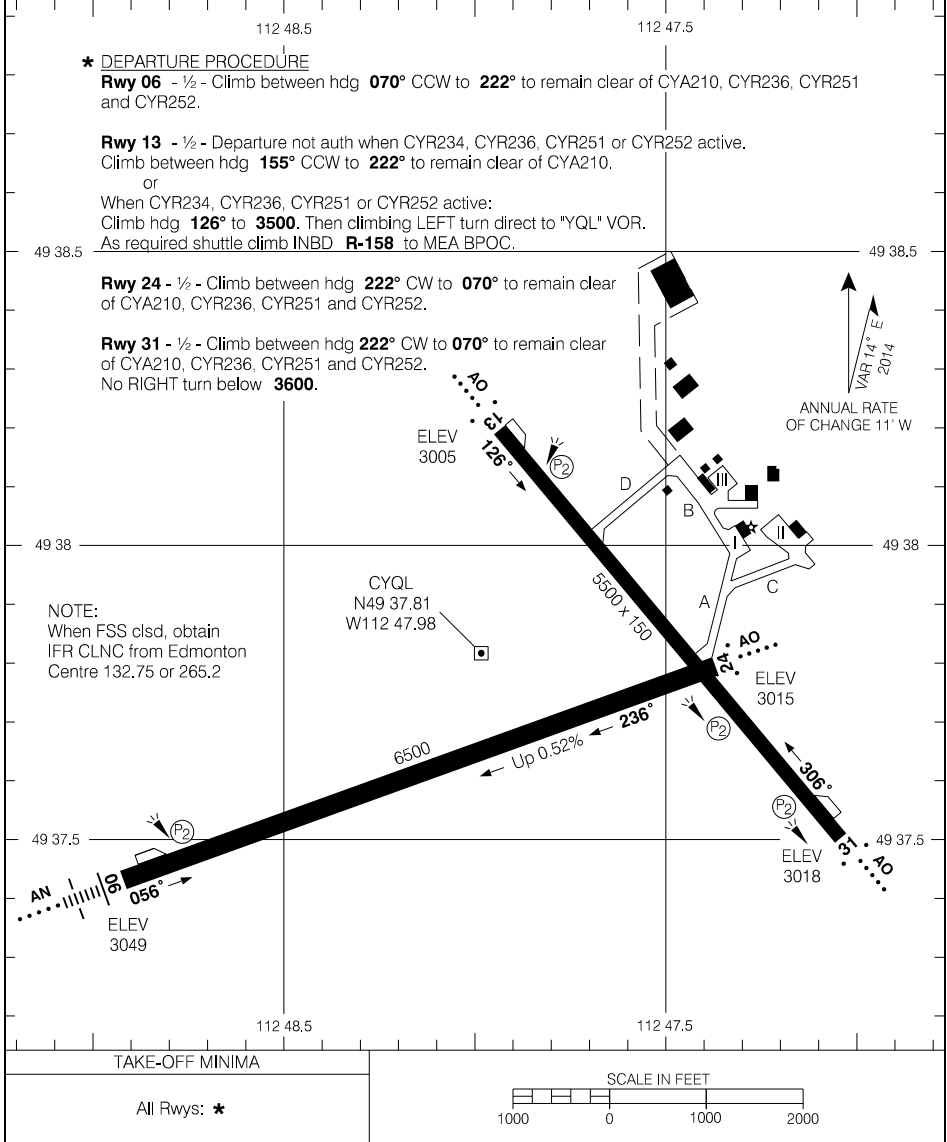 112 48.5
112 47.5
* DEPARTURE PROCEDURE
Rwy 06 - ½ - Climb between hdg 070° CCW to 222° to remain clear of CYA210, CYR236, CYR251
and CYR252.
Rwy 13 - ½ - Departure not auth when CYR234, CYR236, CYR251 or CYR252 active.
Climb between hdg 155° CCW to 222° to remain clear of CYA210.
or
When CYR234, CYR236, CYR251 or CYR252 active:
Climb hdg 126° to 3500. Then climbing LEFT turn direct to "YQL" VOR.
As required shuttle climb INBD R-158 to MEA BPOC.
49 38.5
49 38.5
Rwy 24 - ½ - Climb between hdg 222° CW to 070° to remain clear
of CYA210, CYR236, CYR251 and CYR252.
Rwy 31 - ½ - Climb between hdg 222° CW to 070° to remain clear
of CYA210, CYR236, CYR251 and CYR252.
No RIGHT turn below 3600.
VAR 14° E
2014
ANNUAL RATE
OF CHANGE 11' W
AO
13
ELEV
3005
126°
P2
D
III
B
I
II
49 38
49 38
C
A
5500 x 150
CYQL
N49 37.81
W112 47.98
NOTE:
When FSS clsd, obtain
IFR CLNC from Edmonton
Centre 132.75 or 265.2
24
AO
ELEV
3015
236°
P2
Up 0.52%
6500
306°
P2
P2
49 37.5
49 37.5
31
AO
ELEV
3018
AN
06
056°
ELEV
3049
112 48.5
112 47.5
TAKE-OFF MINIMA
All Rwys: *
SCALE IN FEET
1000 0 1000 2000